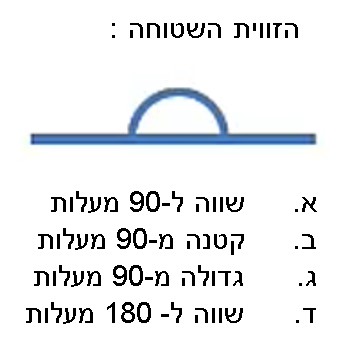 הזווית השטוחה :
א. שווה ל-90 מעלות
ב. קטנה מ-90 מעלות
ג. גדולה מ-90 מעלות
ד. שווה ל- 180 מעלות